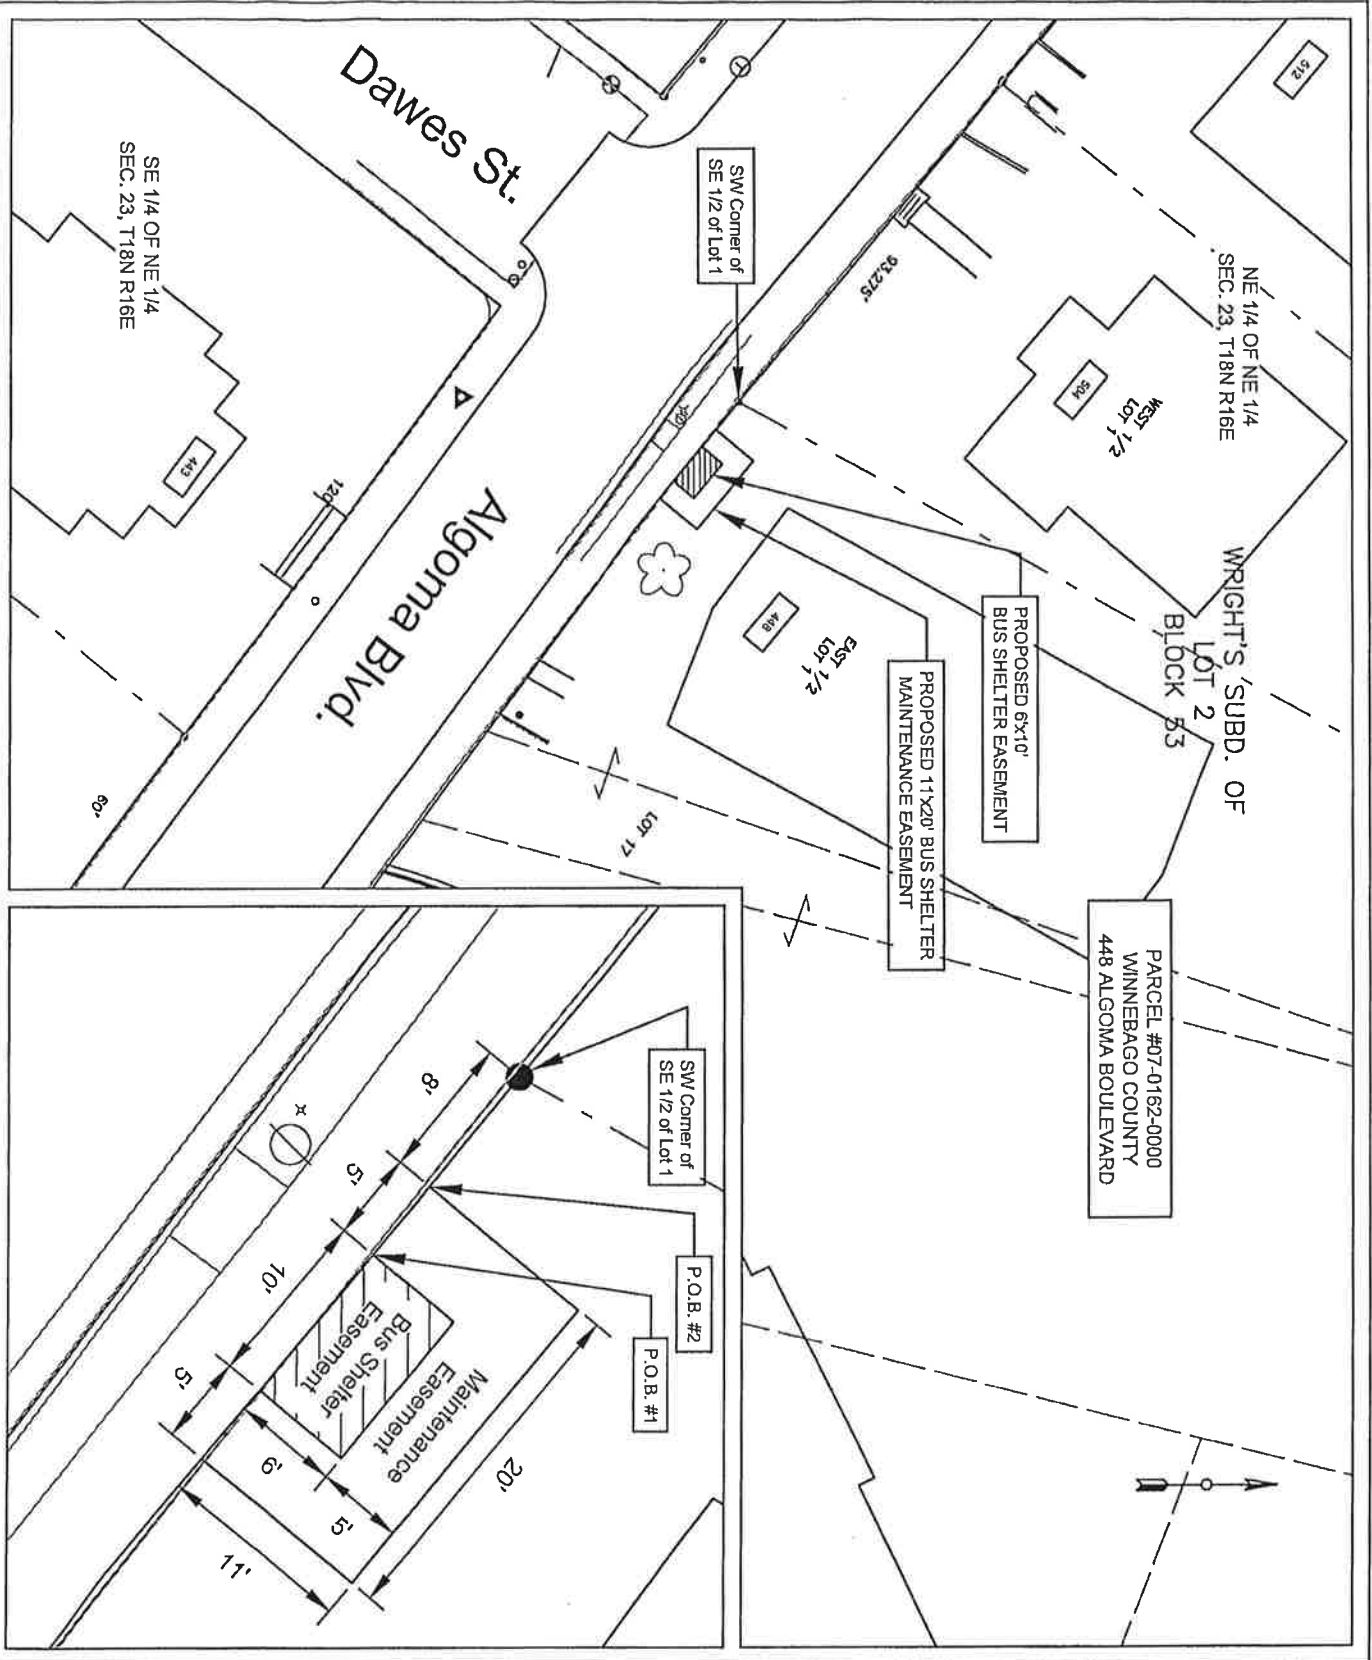 512
NE 1/4 OF NE 1/4
SEC. 23, T18N R16E
WRIGHT'S SUBD. OF
LOT 2
BLOCK 53
504
WEST 1/2
LOT 1
93.275'
SW Corner of
SE 1/2 of Lot 1
Dawes St.
SE 1/4 OF NE 1/4
SEC. 23, T18N R16E
443
120
Algoma Blvd.
60'
448
EAST 1/2
LOT 1
LOT 17
PROPOSED 6'x10'
BUS SHELTER EASEMENT
PROPOSED 11'x20' BUS SHELTER
MAINTENANCE EASEMENT
PARCEL #07-0162-0000
WINNEBAGO COUNTY
448 ALGOMA BOULEVARD
SW Corner of
SE 1/2 of Lot 1
P.O.B. #2
P.O.B. #1
8'
5'
10'
5'
Bus Shelter
Easement
Maintenance
Easement
20'
6'
5'
11'